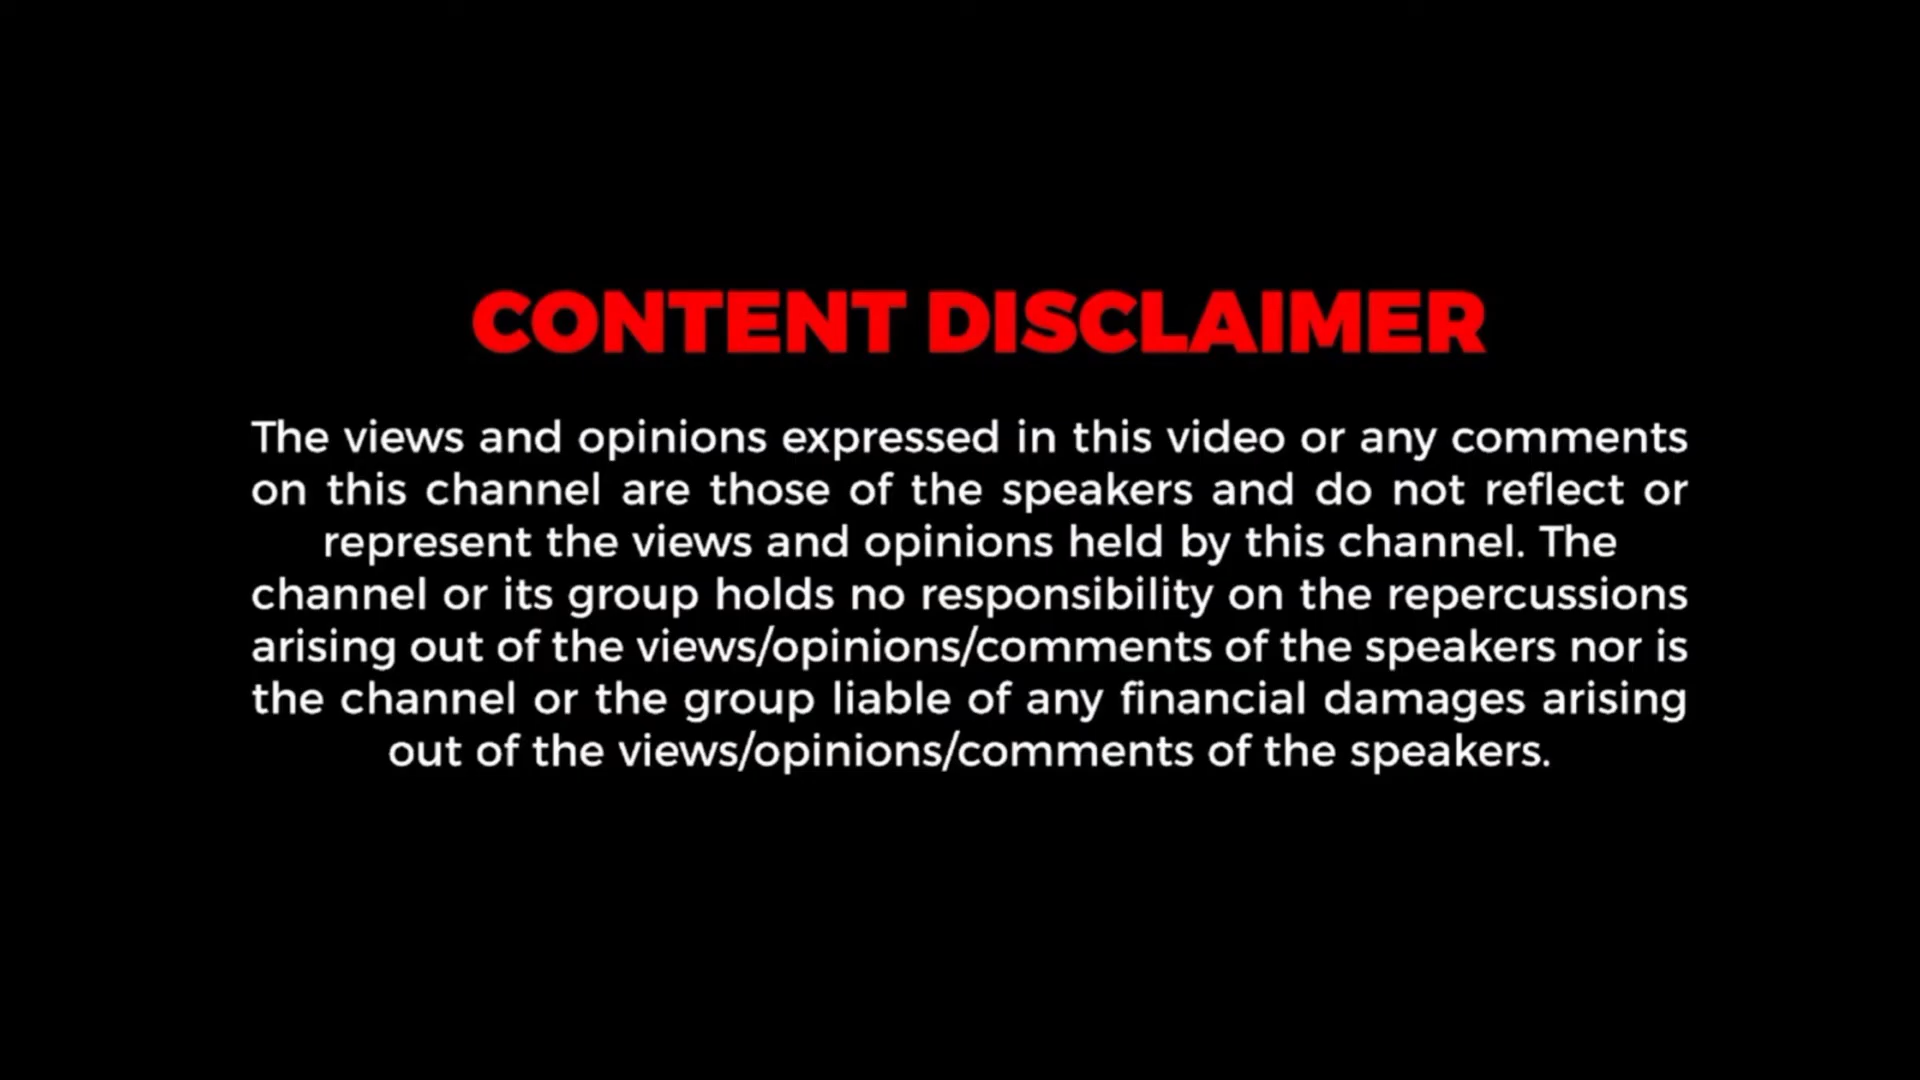 CONTENT DISCLAIMER
The views and opinions expressed in this video or any comments
on this channel are those of the speakers and do not reflect or
represent the views and opinions held by this channel. The
channel or its group holds no responsibility on the repercussions
arising out of the views/opinions/comments of the speakers nor is
the channel or the group liable of any financial damages arising
out of the views/opinions/comments of the speakers.